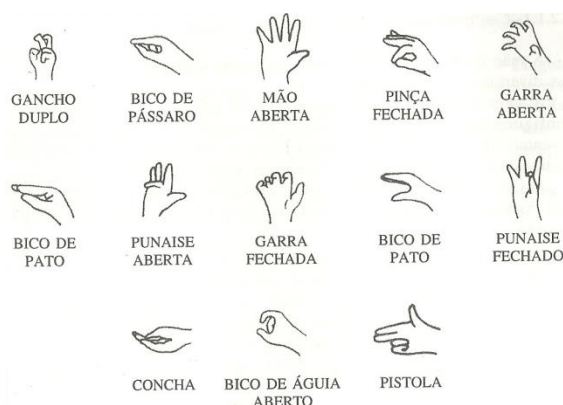 GANCHO
DUPLO
BICO DE
PÁSSARO
MÃO
ABERTA
PINÇA
FECHADA
GARRA
ABERTA
BICO DE
PATO
PUNAISE
ABERTA
GARRA
FECHADA
BICO DE
PATO
PUNAISE
FECHADO
CONCHA
BICO DE ÁGUIA
ABERTO
PISTOLA